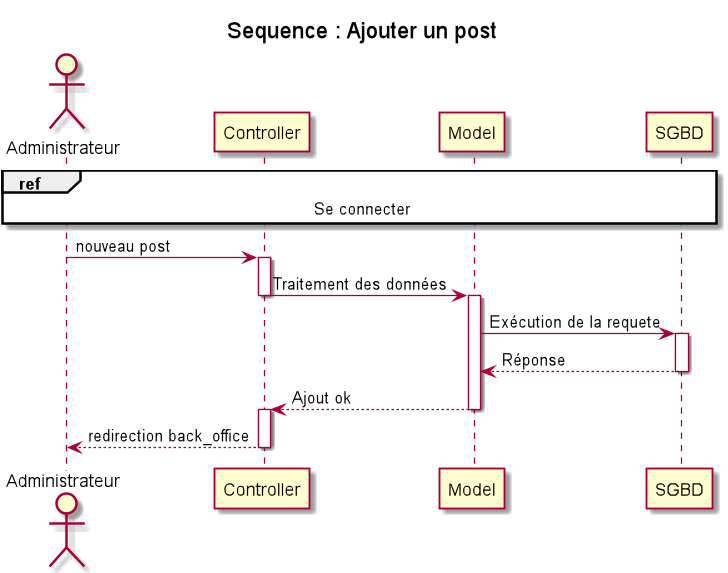 Sequence : Ajouter un post
Administrateur
Controller
Model
SGBD
ref
Se connecter
nouveau post
Traitement des données
Exécution de la requete
Réponse
Ajout ok
redirection back_office
Administrateur
Controller
Model
SGBD